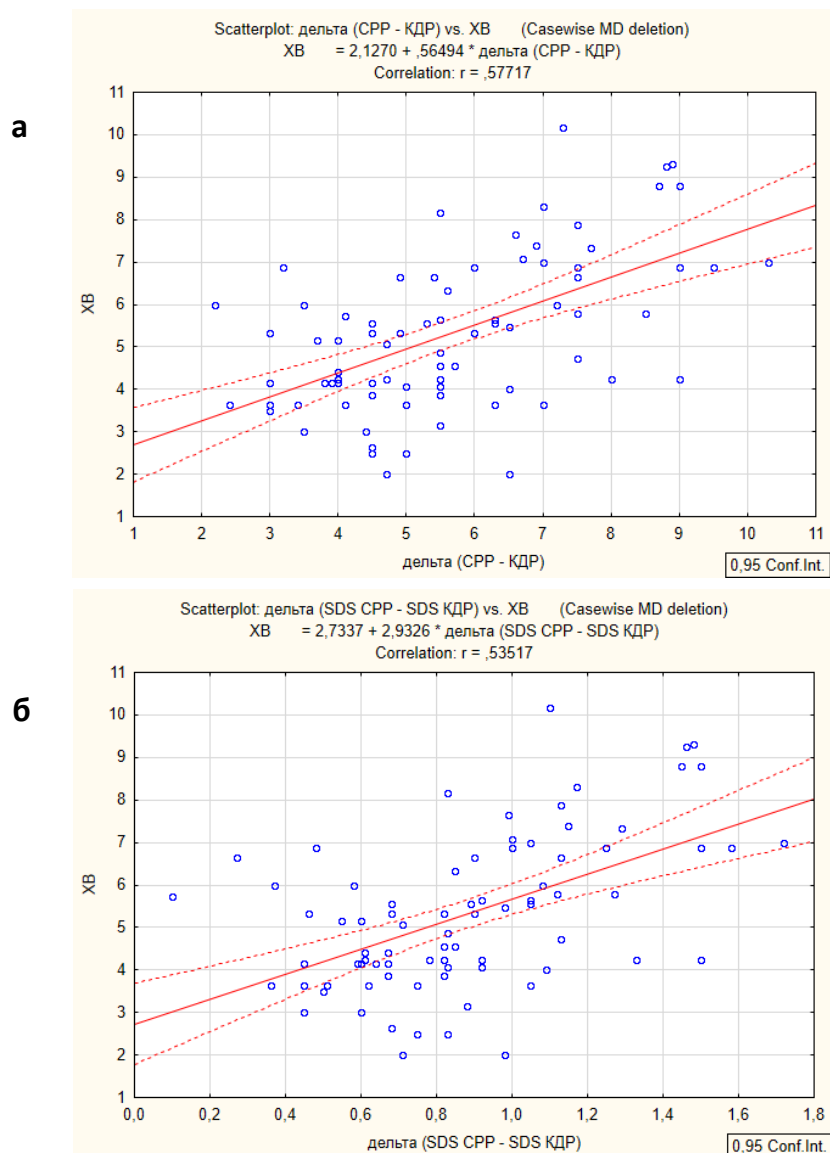 а
Scatterplot: дельта (СРР - КДР) vs. ХВ (Casewise MD deletion)
ХВ = 2,1270 + ,56494 * дельта (СРР - КДР)
Correlation: r = ,57717
11
10
9
8
7
6
5
4
3
2
1
ХВ
1 2 3 4 5 6 7 8 9 10 11
дельта (СРР - КДР)
0,95 Conf.Int.
б
Scatterplot: дельта (SDS СРР - SDS КДР) vs. ХВ (Casewise MD deletion)
ХВ = 2,7337 + 2,9326 * дельта (SDS СРР - SDS КДР)
Correlation: r = ,53517
11
10
9
8
7
6
5
4
3
2
1
ХВ
0,0 0,2 0,4 0,6 0,8 1,0 1,2 1,4 1,6 1,8
дельта (SDS СРР - SDS КДР)
0,95 Conf.Int.